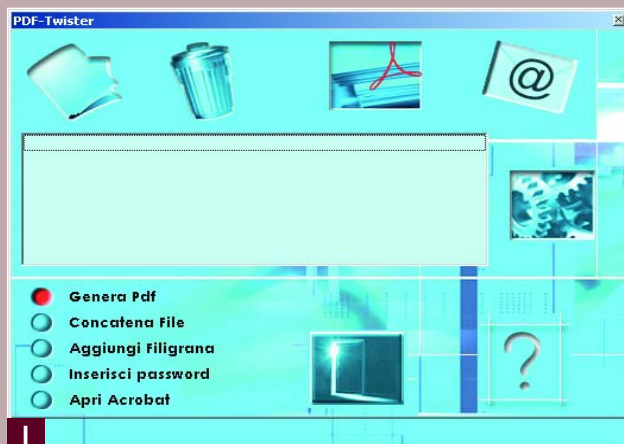 PDF-Twister
@
Genera Pdf
Concatena File
Aggiungi Filigrana
Inserisci password
Apri Acrobat
?